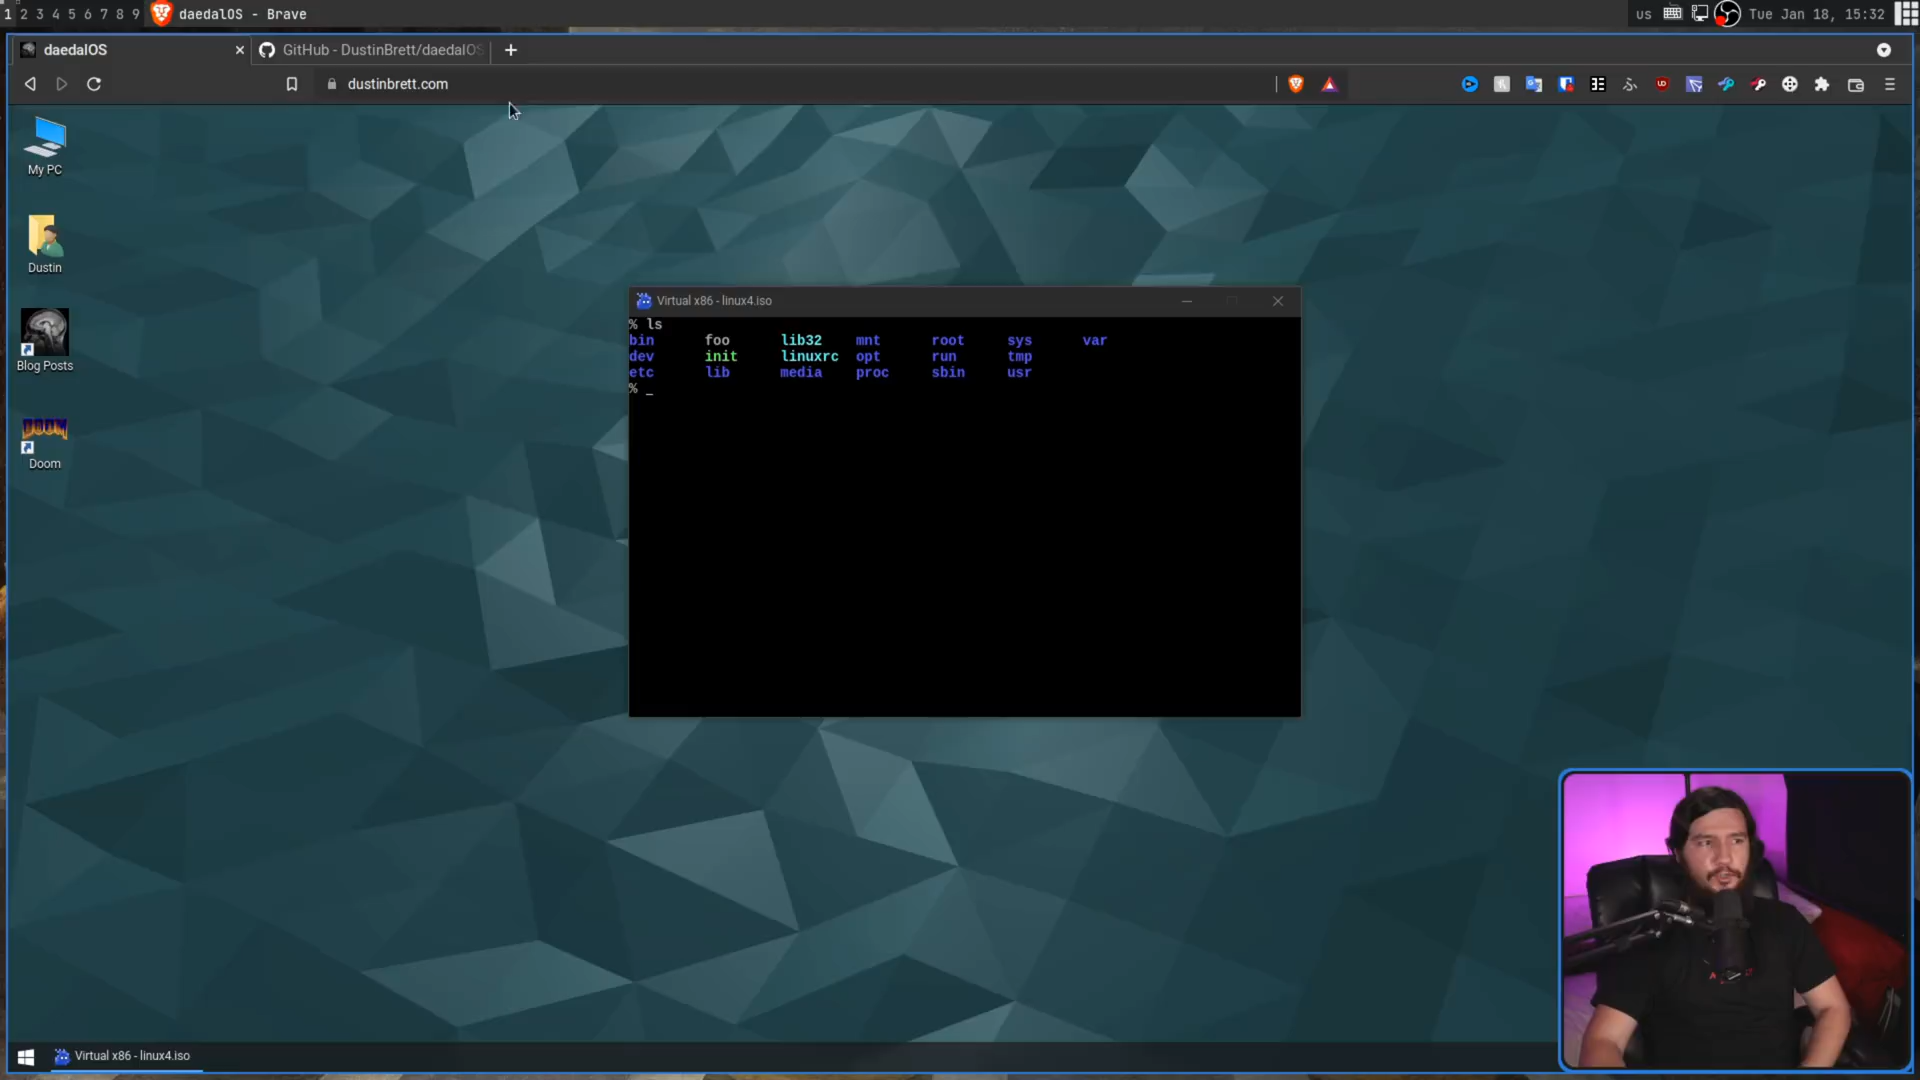 1 2 3 4 5 6 7 8 9 daedalOS - Brave us Tue Jan 18, 15:32
daedalOS GitHub - DustinBrett/daedalOS
dustinbrett.com
My PC
Dustin
Blog Posts
DOOM
Doom
Virtual x86 - linux4.iso
% ls
bin foo lib32 mnt root sys var
dev init linuxrc opt run tmp
etc lib media proc sbin usr
% _
Virtual x86 - linux4.iso